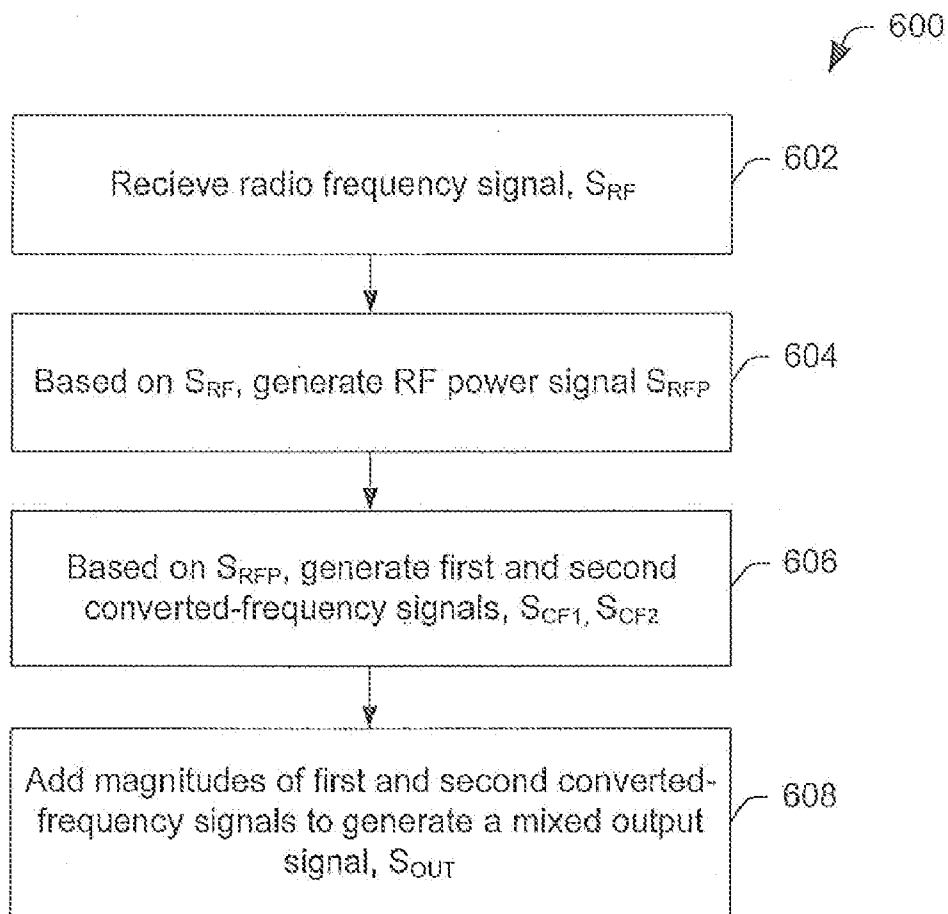 600
Recieve radio frequency signal, SRF
602
Based on SRF, generate RF power signal SRFP
604
Based on SRFP, generate first and second
converted-frequency signals, SCF1, SCF2
606
Add magnitudes of first and second converted-
frequency signals to generate a mixed output
signal, SOUT
608